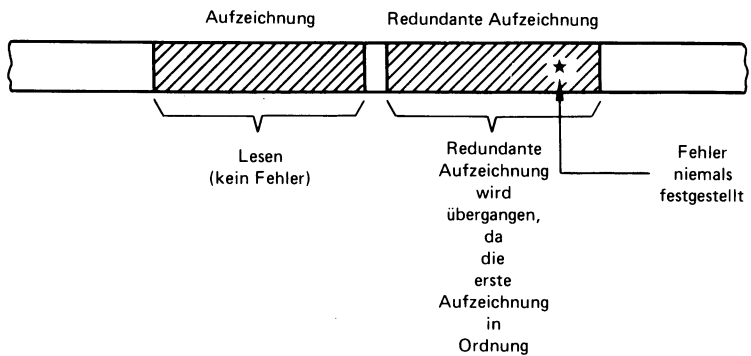 Aufzeichnung
Redundante Aufzeichnung
Lesen
(kein Fehler)
Redundante
Aufzeichnung
wird
übergangen,
da
die
erste
Aufzeichnung
in
Ordnung
Fehler
niemals
festgestellt